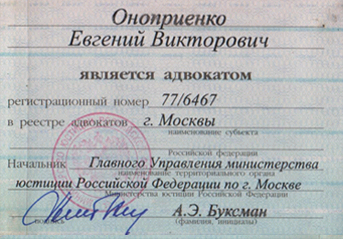 Оноприенко
Евгений Викторович
является адвокатом
регистрационный номер 77/6467
в реестре адвокатов г. Москвы
наименование субъекта
Российской Федерации
Начальник Главного Управления министерства
наименование территориального органа
юстиции Российской Федерации по г. Москве
Министерства юстиции Российской Федерации
А.Э. Буксман
подпись (фамилия, инициалы)